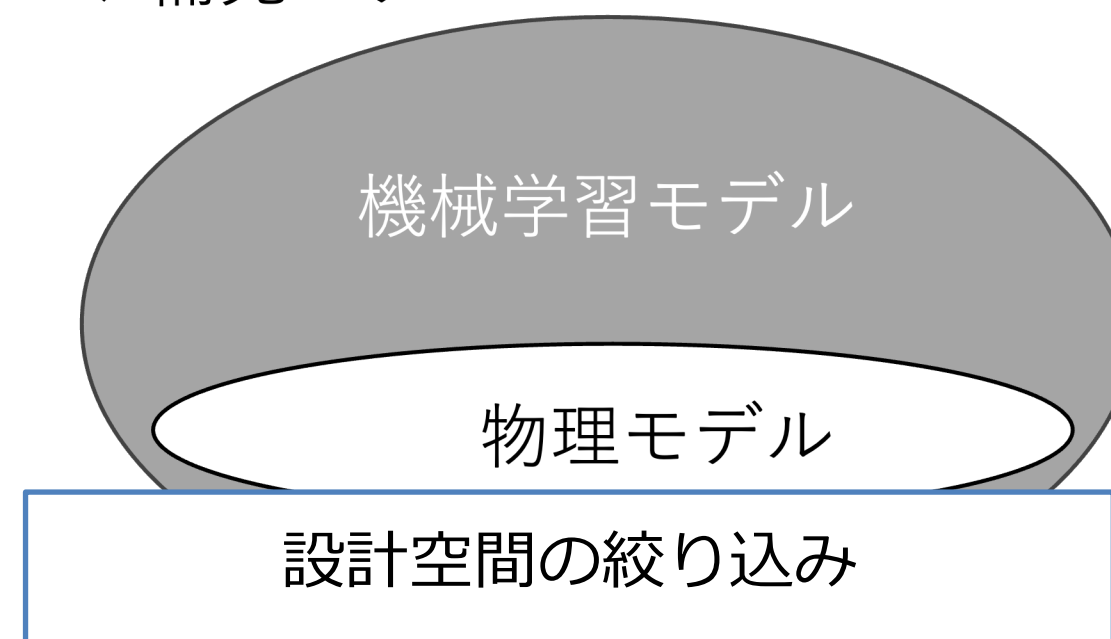 機械学習モデル
物理モデル
設計空間の絞り込み